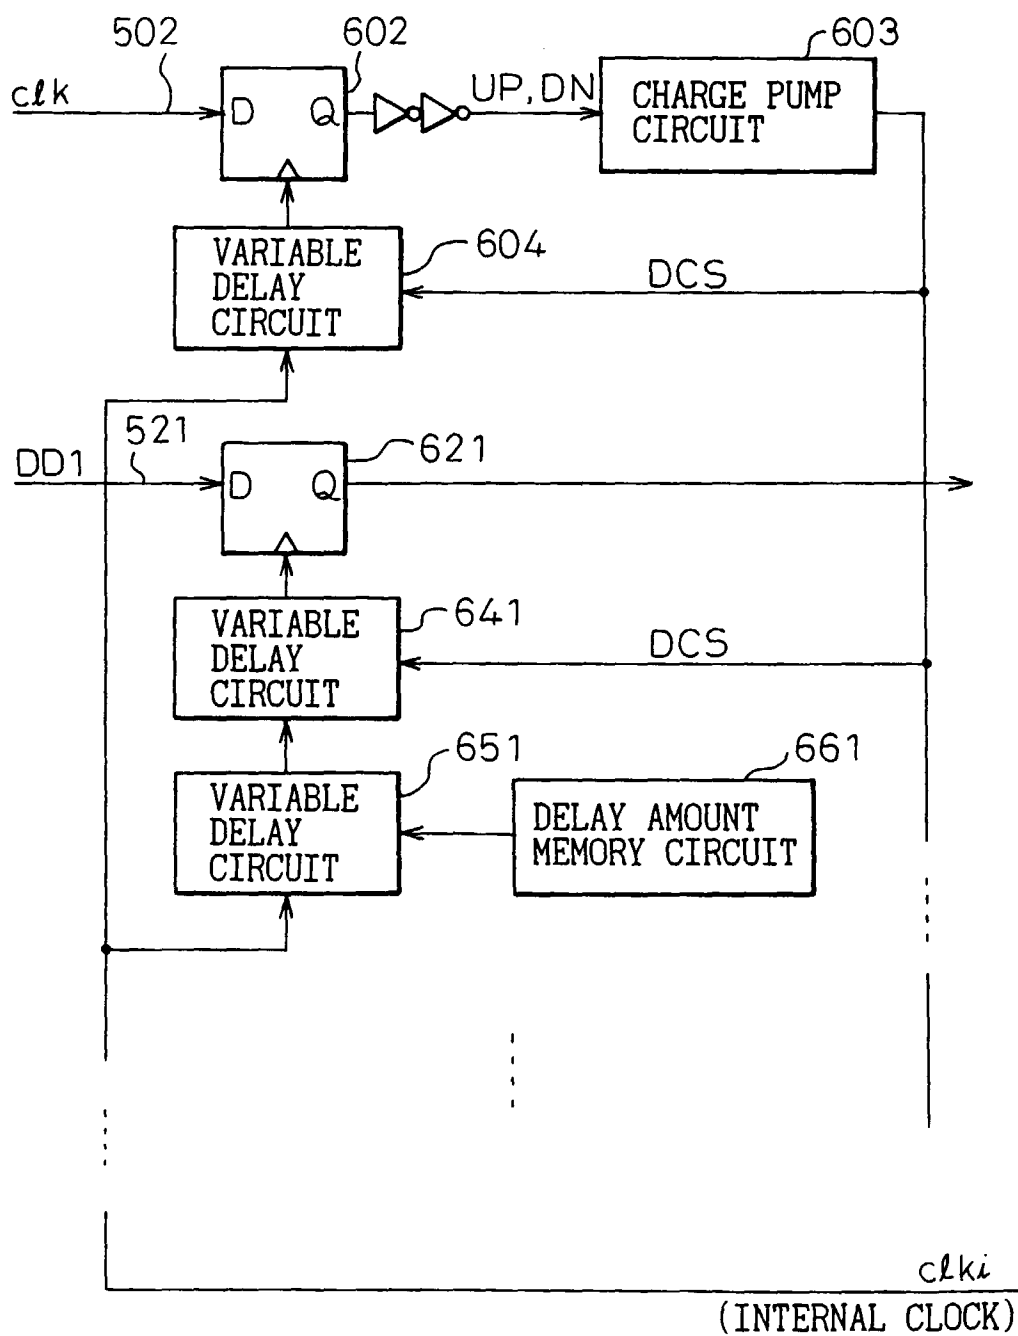 502
602
603
clk
D Q
UP, DN
CHARGE PUMP
CIRCUIT
VARIABLE
DELAY
CIRCUIT
604
DCS
521
DD1
D Q
621
VARIABLE
DELAY
CIRCUIT
641
DCS
651
661
VARIABLE
DELAY
CIRCUIT
DELAY AMOUNT
MEMORY CIRCUIT
clki
(INTERNAL CLOCK)